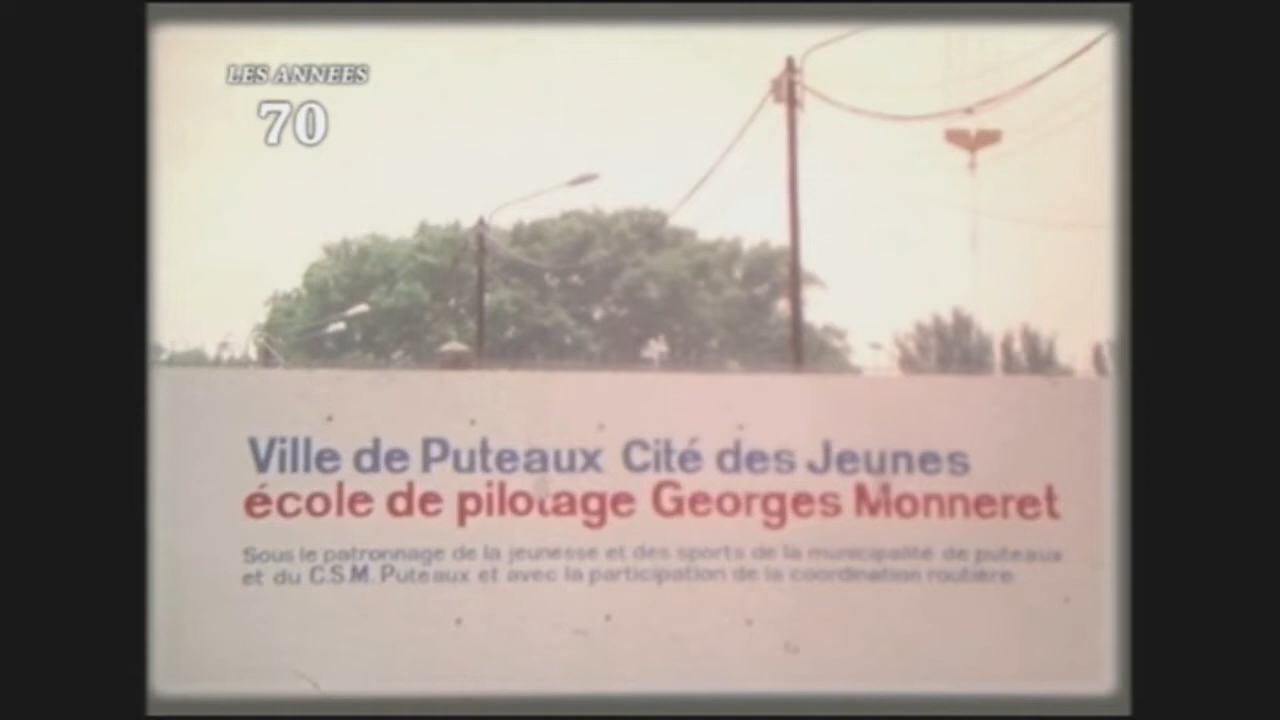 LES ANNEES
70
Ville de Puteaux Cité des Jeunes
école de pilotage Georges Monneret
Sous le patronnage de la jeunesse et des sports de la municipalité de puteaux
et du C.S.M. Puteaux et avec la participation de la coordination routière